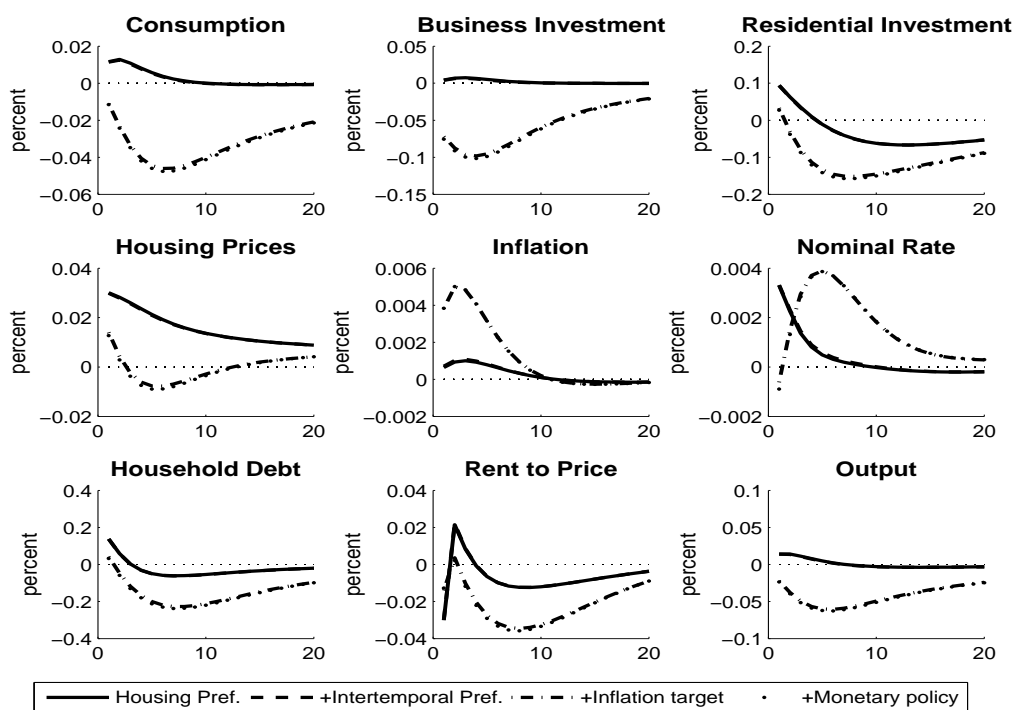 Consumption
Business Investment
Residential Investment
percent
0.02
0
−0.02
−0.04
−0.06
0 10 20
percent
0.05
0
−0.05
−0.1
−0.15
0 10 20
percent
0.2
0.1
0
−0.1
−0.2
0 10 20
Housing Prices
Inflation
Nominal Rate
percent
0.04
0.02
0
−0.02
0 10 20
percent
0.006
0.004
0.002
0
−0.002
0 10 20
percent
0.004
0.002
0
−0.002
0 10 20
Household Debt
Rent to Price
Output
percent
0.4
0.2
0
−0.2
−0.4
0 10 20
percent
0.04
0.02
0
−0.02
−0.04
0 10 20
percent
0.1
0.05
0
−0.05
−0.1
0 10 20
Housing Pref. +Intertemporal Pref. +Inflation target +Monetary policy